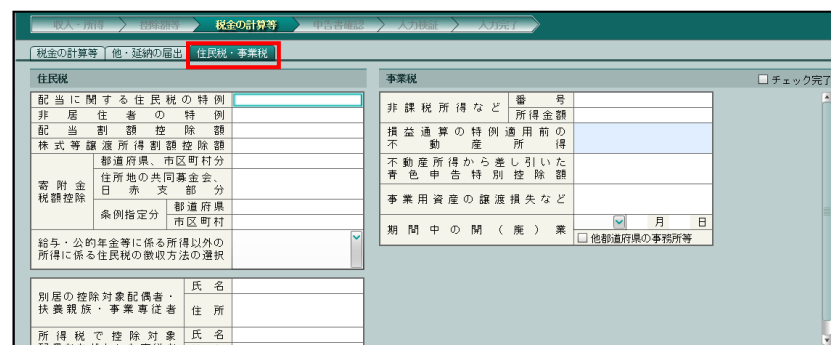 収入・所得 控除額等 税金の計算等 申告書確認 入力検証 入力完了
税金の計算等 他・延納の届出 住民税・事業税
住民税
配当に関する住民税の特例
非居住者の特例
配当割額控除額
株式等譲渡所得割額控除額
寄附金税額控除
都道府県、市区町村分
住所地の共同募金会、
日赤支部分
条例指定分
都道府県
市区町村
給与・公的年金等に係る所得以外の
所得に係る住民税の徴収方法の選択
別居の控除対象配偶者・
扶養親族・事業専従者
氏名
住所
所得税で控除対象
氏名
事業税
チェック完了
非課税所得など
番号
所得金額
損益通算の特例適用前の
不動産所得
不動産所得から差し引いた
青色申告特別控除額
事業用資産の譲渡損失など
期間中の開（廃）業
月 日
他都道府県の事務所等